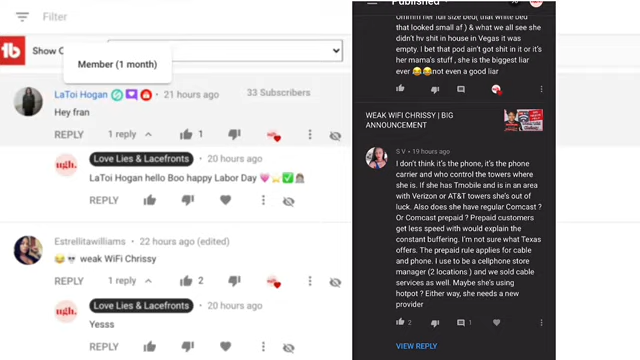 Filter
Show
Member (1 month)
LaToi Hogan • 21 hours ago
33 Subscribers
Hey fran
REPLY 1 reply 1
ugh.
Love Lies & Lacefronts • 20 hours ago
LaToi Hogan hello Boo happy Labor Day
REPLY
Estrellitawilliams • 22 hours ago (edited)
😂💀 weak WiFi Chrissy
REPLY 1 reply 2
ugh.
Love Lies & Lacefronts • 20 hours ago
Yesss
REPLY
Published
Ohhhh her full size bed( that white bed
that looked small af ) & what we all see she
didn't hv shit in house in Vegas it was
empty. I bet that pod ain't got shit in it or it's
her mama's stuff , she is the biggest liar
ever 😂😂not even a good liar
WEAK WIFI CHRISSY | BIG
ANNOUNCEMENT
S V • 19 hours ago
I don't think it's the phone, it's the phone
carrier and who control the towers where
she is. If she has Tmobile and is in an area
with Verizon or AT&T towers she's out of
luck. Also does she have regular Comcast ?
Or Comcast prepaid ? Prepaid customers
get less speed with would explain the
constant buffering. I'm not sure what Texas
offers. The prepaid rule applies for cable
and phone. I use to be a cellphone store
manager (2 locations ) and we sold cable
services as well. Maybe she's using
hotpot ? Either way, she needs a new
provider
2 1
VIEW REPLY